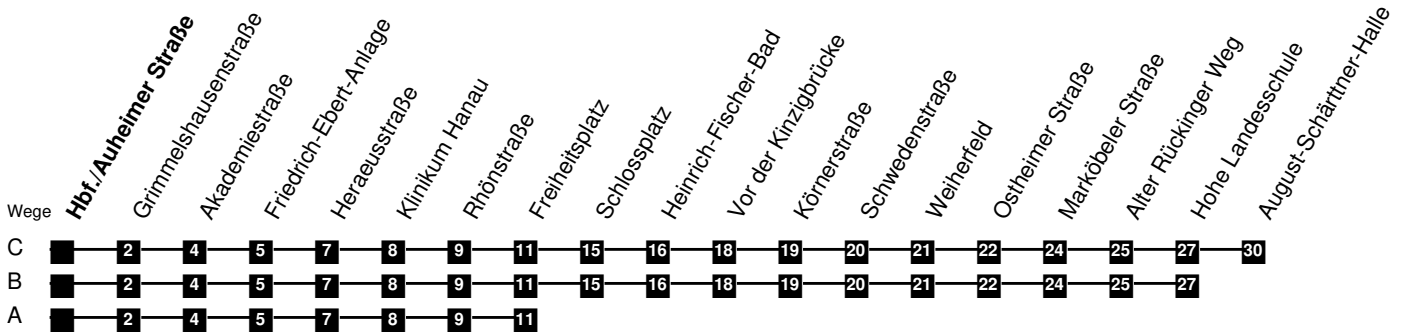 Hbf./Auheimer Straße
Grimmelshausenstraße
Akademiestraße
Friedrich-Ebert-Anlage
Heraeusstraße
Klinikum Hanau
Rhönstraße
Freiheitsplatz
Schlossplatz
Heinrich-Fischer-Bad
Vor der Kinzigbrücke
Körnerstraße
Schwedenstraße
Weiherfeld
Ostheimer Straße
Marköbeler Straße
Alter Rückinger Weg
Hohe Landesschule
August-Schärttner-Halle
Wege
C 2 4 5 7 8 9 11 15 16 18 19 20 21 22 24 25 27 30
B 2 4 5 7 8 9 11 15 16 18 19 20 21 22 24 25 27
A 2 4 5 7 8 9 11